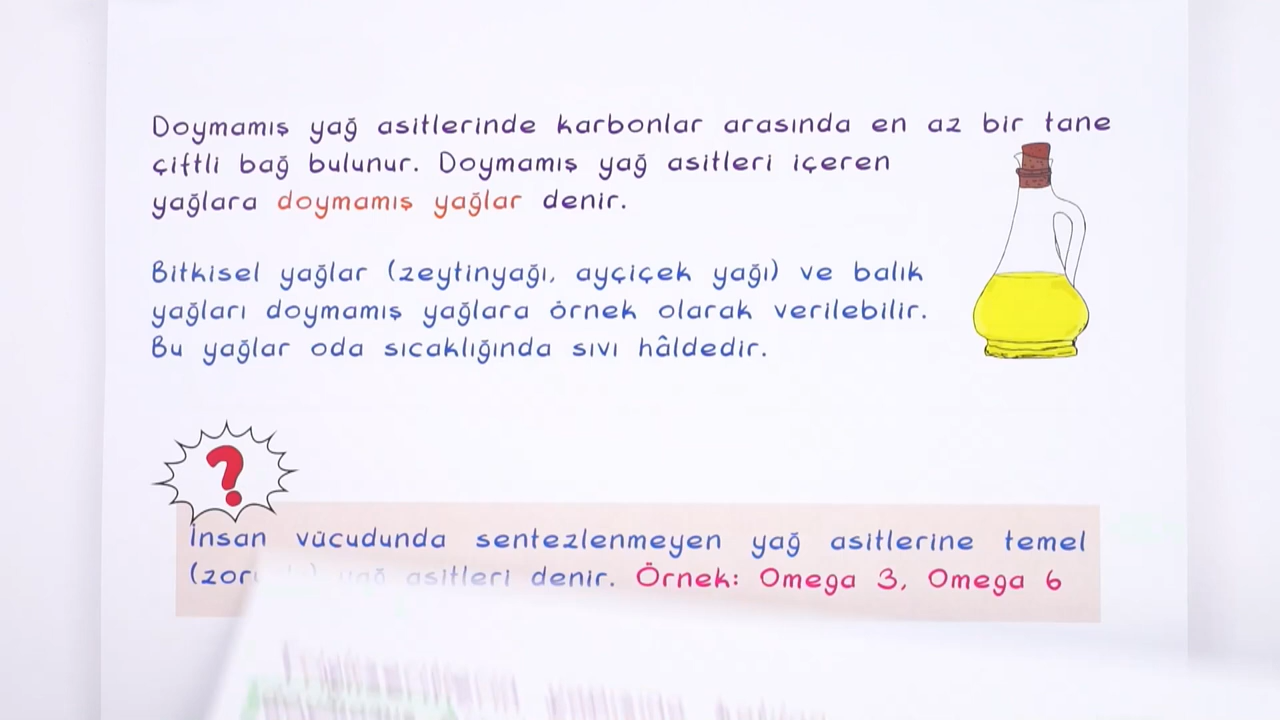 Doymamış yağ asitlerinde karbonlar arasında en az bir tane
çiftli bağ bulunur. Doymamış yağ asitleri içeren
yağlara doymamış yağlar denir.
Bitkisel yağlar (zeytinyağı, ayçiçek yağı) ve balık
yağları doymamış yağlara örnek olarak verilebilir.
Bu yağlar oda sıcaklığında sıvı hâldedir.
?
İnsan vücudunda sentezlenmeyen yağ asitlerine temel
yağ asitleri denir. Örnek: Omega 3, Omega 6